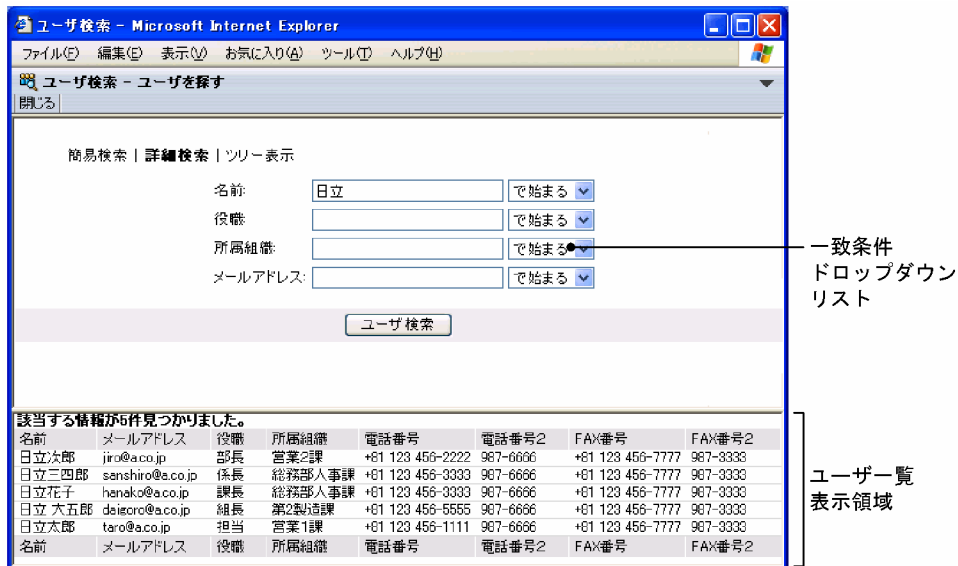 ユーザ検索 - Microsoft Internet Explorer
ファイル(F) 編集(E) 表示(V) お気に入り(A) ツール(T) ヘルプ(H)
ユーザ検索 - ユーザを探す
閉じる
簡易検索 | 詳細検索 | ツリー表示
名前: 日立 で始まる
役職: で始まる
所属組織: で始まる
メールアドレス: で始まる
一致条件
ドロップダウン
リスト
ユーザ検索
該当する情報が5件見つかりました。
名前 メールアドレス 役職 所属組織 電話番号 電話番号2 FAX番号 FAX番号2
日立次郎 jiro@a.co.jp 部長 営業2課 +81 123 456-2222 987-6666 +81 123 456-7777 987-3333
日立三四郎 sanshiro@a.co.jp 係長 総務部人事課 +81 123 456-3333 987-6666 +81 123 456-7777 987-3333
日立花子 hanako@a.co.jp 課長 総務部人事課 +81 123 456-3333 987-6666 +81 123 456-7777 987-3333
日立 大五郎 daigoro@a.co.jp 組長 第2製造課 +81 123 456-5555 987-6666 +81 123 456-7777 987-3333
日立太郎 taro@a.co.jp 担当 営業1課 +81 123 456-1111 987-6666 +81 123 456-7777 987-3333
名前 メールアドレス 役職 所属組織 電話番号 電話番号2 FAX番号 FAX番号2
ユーザ一覧
表示領域